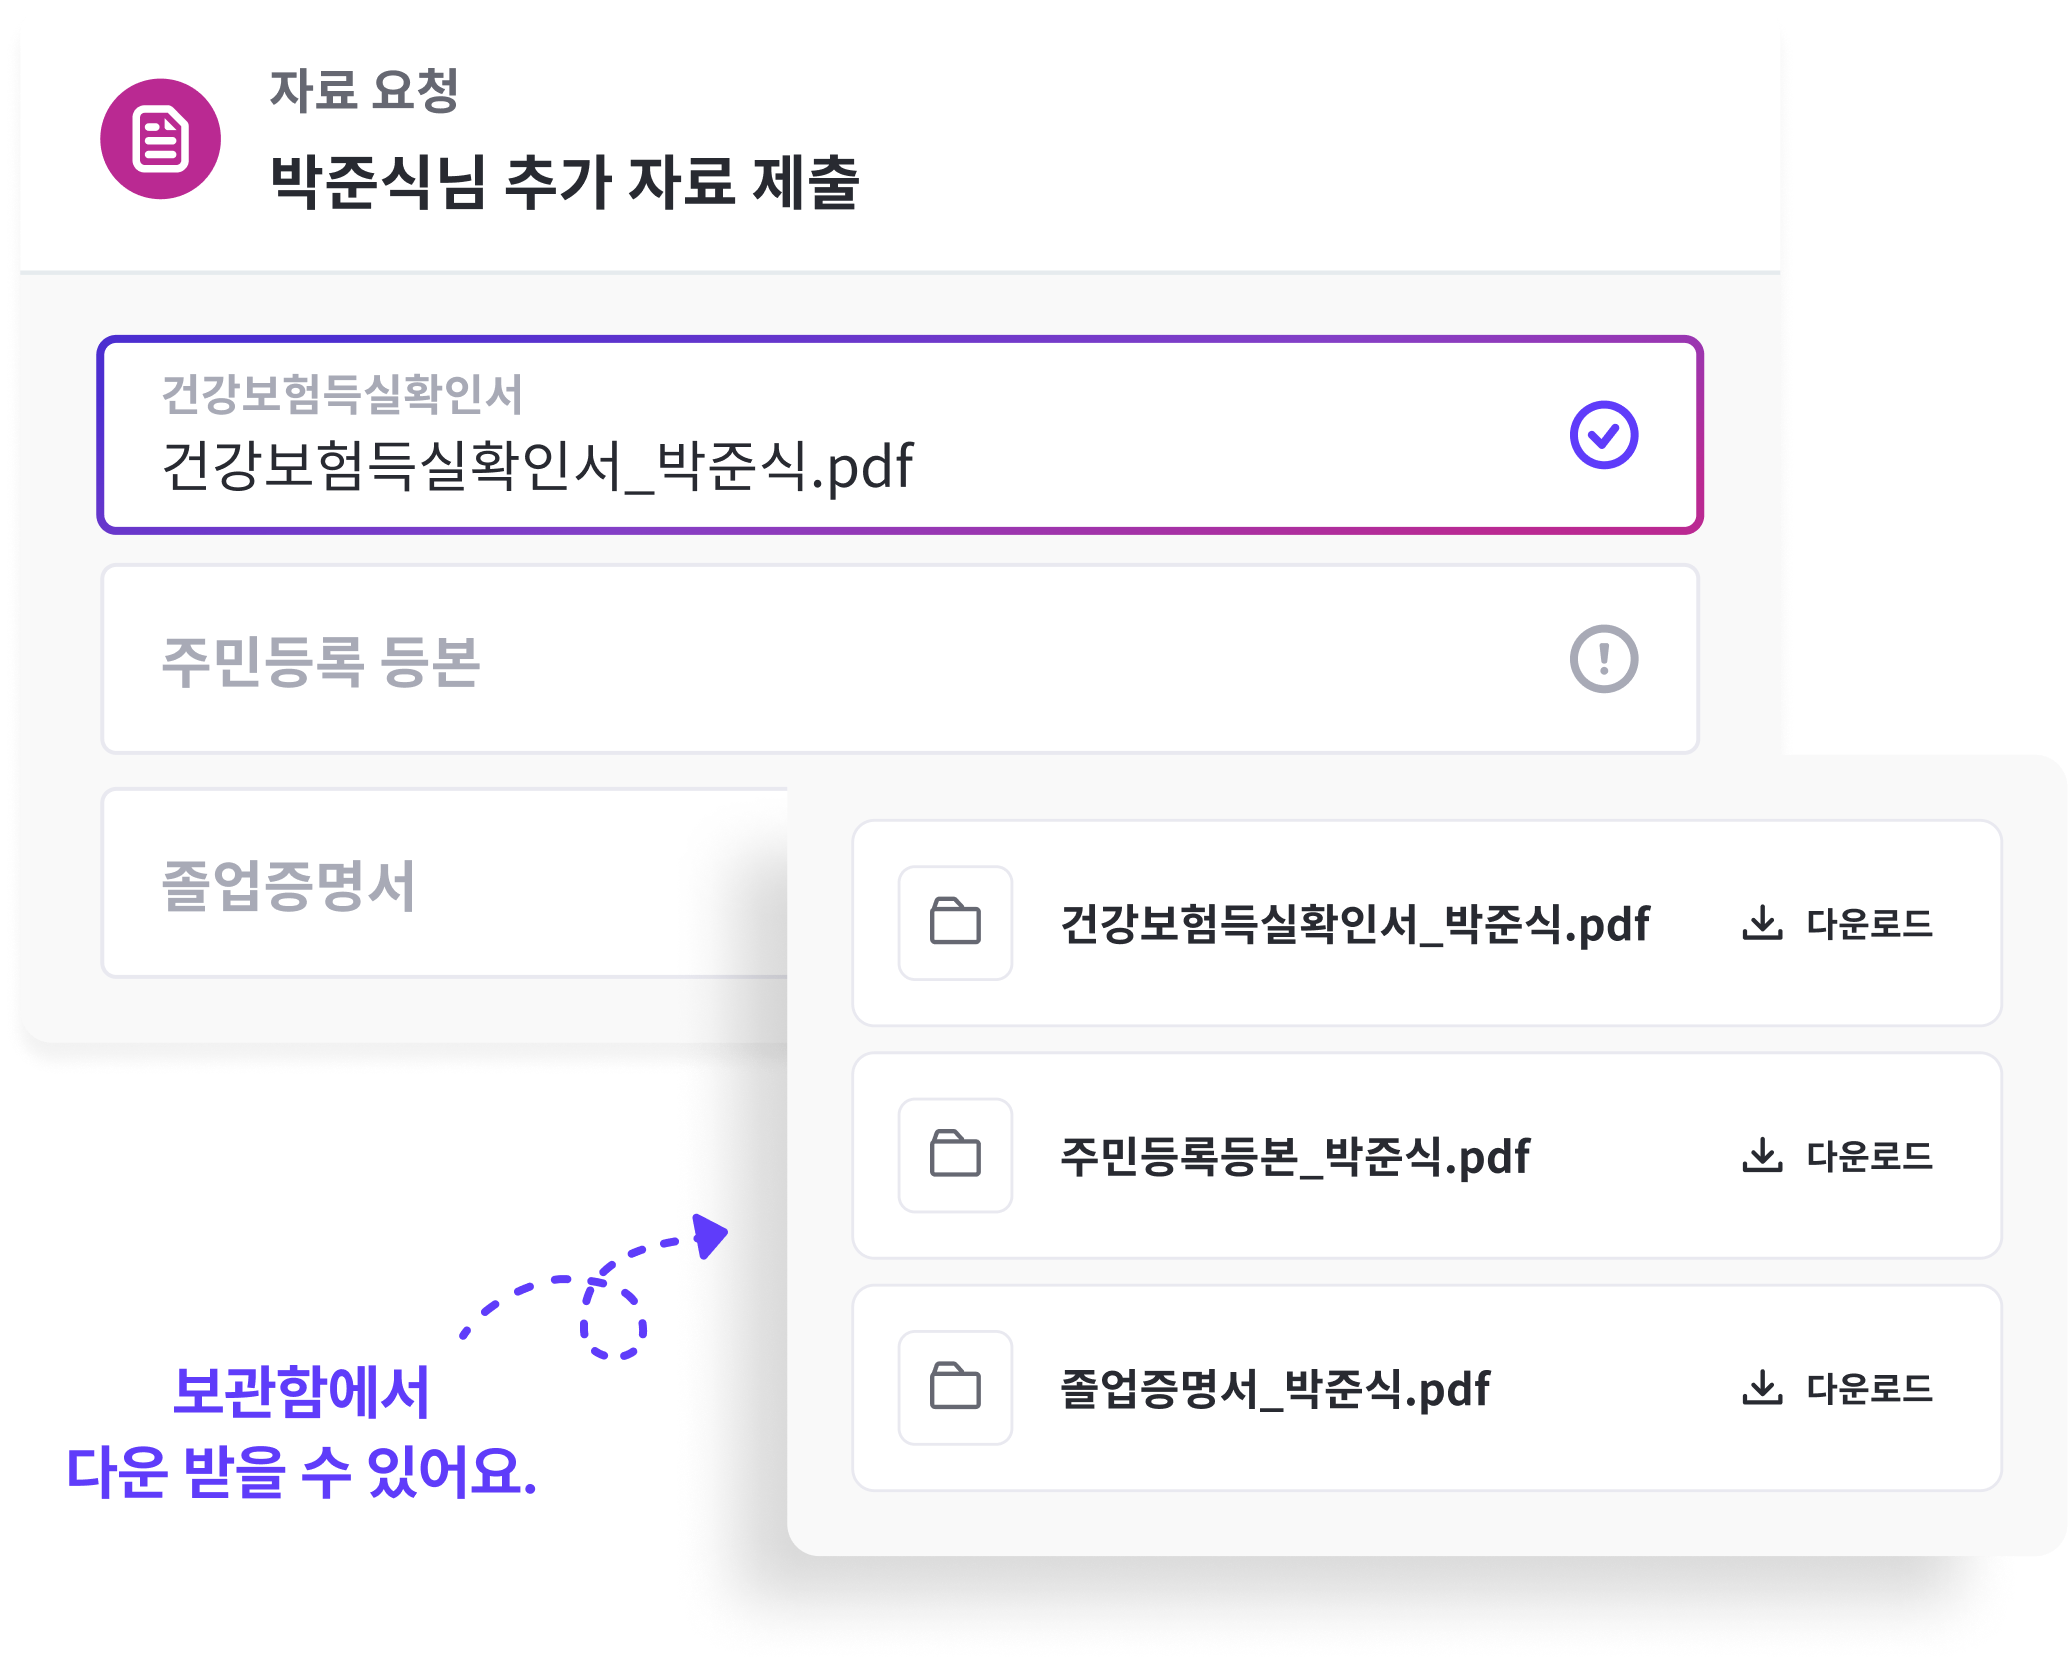 자료 요청
박준식님 추가 자료 제출
건강보험득실확인서
건강보험득실확인서_박준식.pdf
주민등록 등본
졸업증명서
건강보험득실확인서_박준식.pdf
다운로드
주민등록등본_박준식.pdf
다운로드
졸업증명서_박준식.pdf
다운로드
보관함에서
다운 받을 수 있어요.